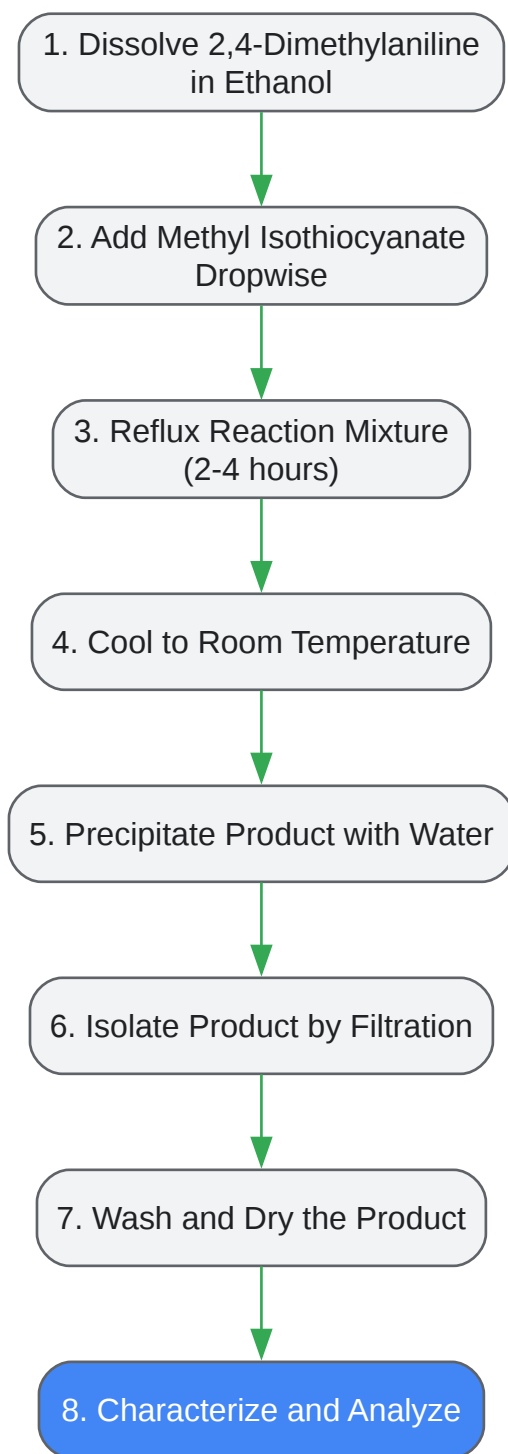 1. Dissolve 2,4-Dimethylaniline
in Ethanol
2. Add Methyl Isothiocyanate
Dropwise
3. Reflux Reaction Mixture
(2-4 hours)
4. Cool to Room Temperature
5. Precipitate Product with Water
6. Isolate Product by Filtration
7. Wash and Dry the Product
8. Characterize and Analyze